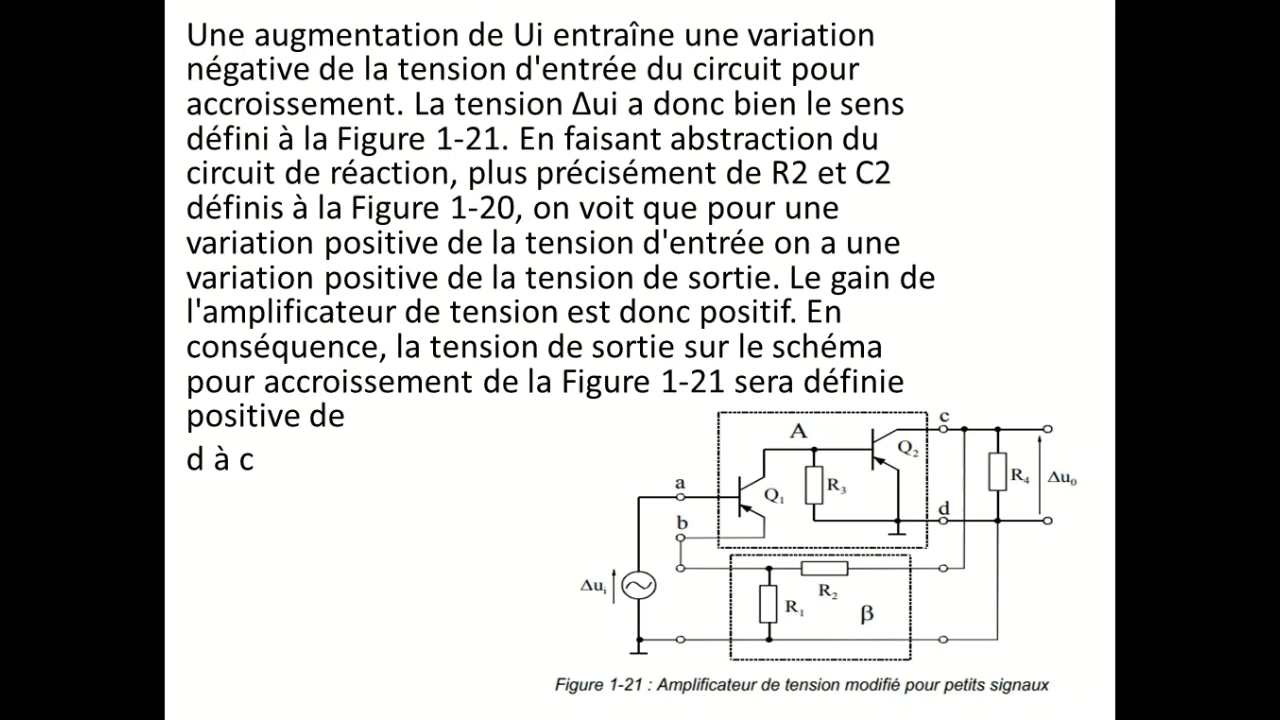 Une augmentation de Ui entraîne une variation
négative de la tension d'entrée du circuit pour
accroissement. La tension ∆ui a donc bien le sens
défini à la Figure 1-21. En faisant abstraction du
circuit de réaction, plus précisément de R2 et C2
définis à la Figure 1-20, on voit que pour une
variation positive de la tension d'entrée on a une
variation positive de la tension de sortie. Le gain de
l'amplificateur de tension est donc positif. En
conséquence, la tension de sortie sur le schéma
pour accroissement de la Figure 1-21 sera définie
positive de
d à c
c
A
Q₂
a
R₃
R₄
Δu₀
Q₁
d
b
Δuᵢ
R₂
R₁
β
Figure 1-21 : Amplificateur de tension modifié pour petits signaux